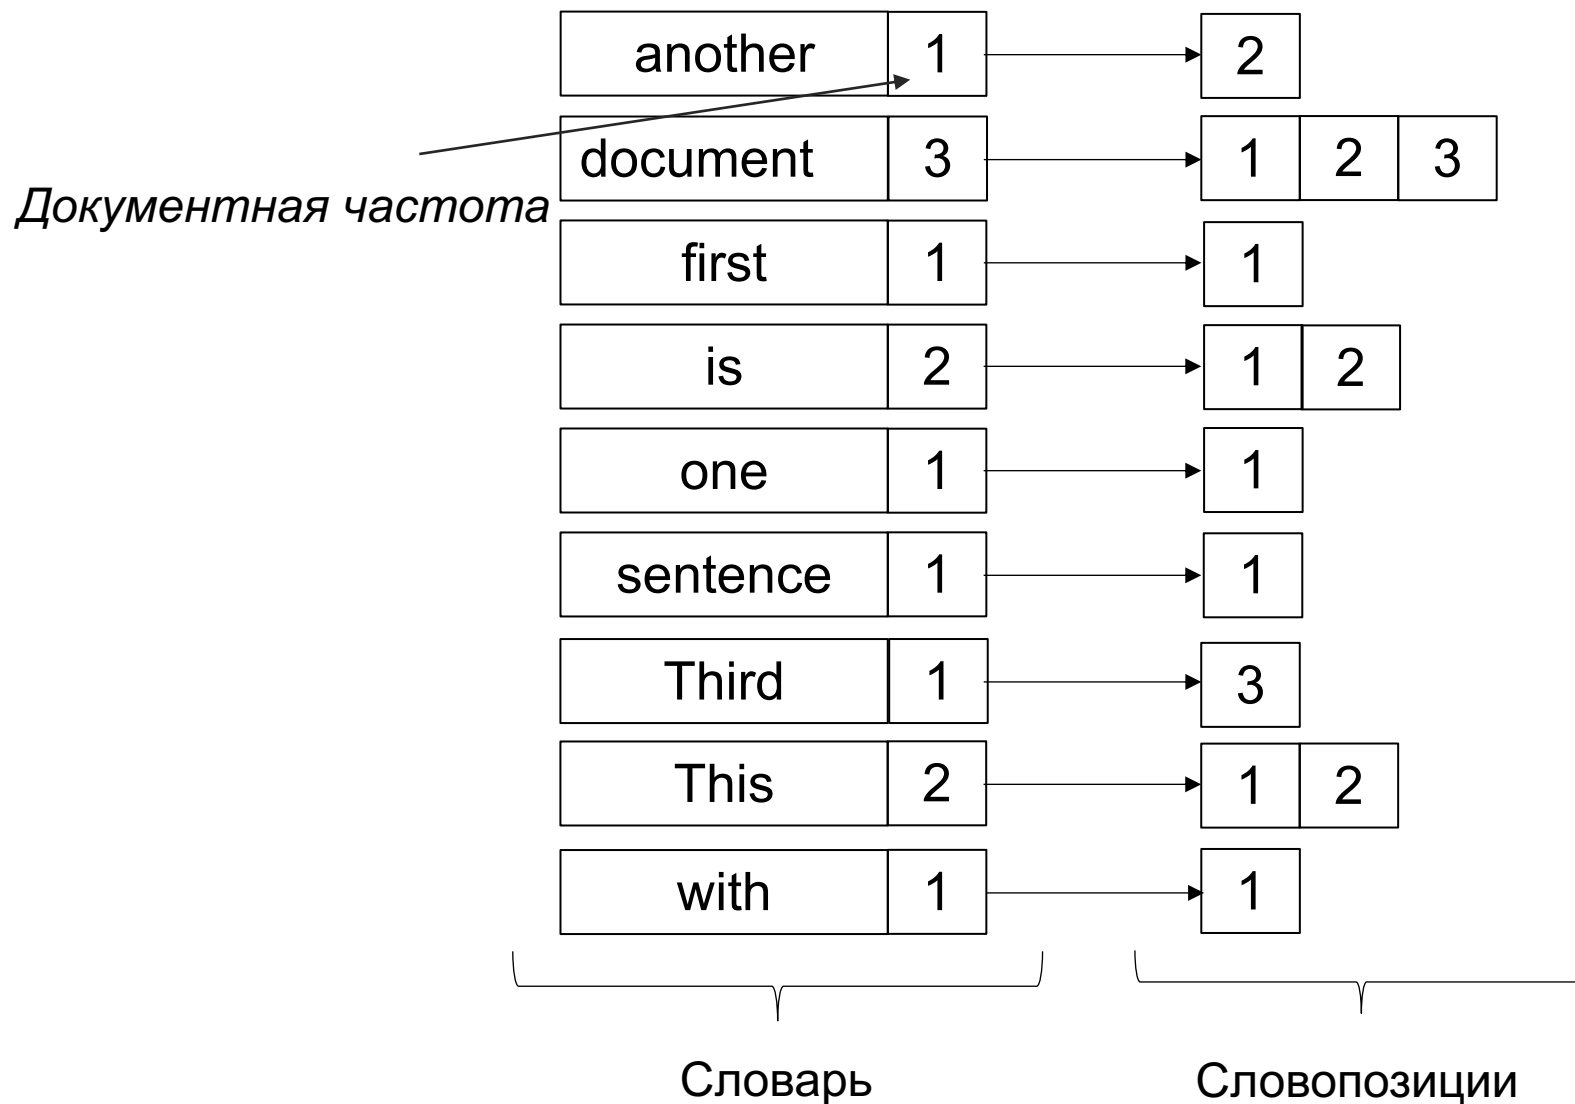 another 1 2
document 3 1 2 3
Документная частота
first 1 1
is 2 1 2
one 1 1
sentence 1 1
Third 1 3
This 2 1 2
with 1 1
Словарь Словопозиции